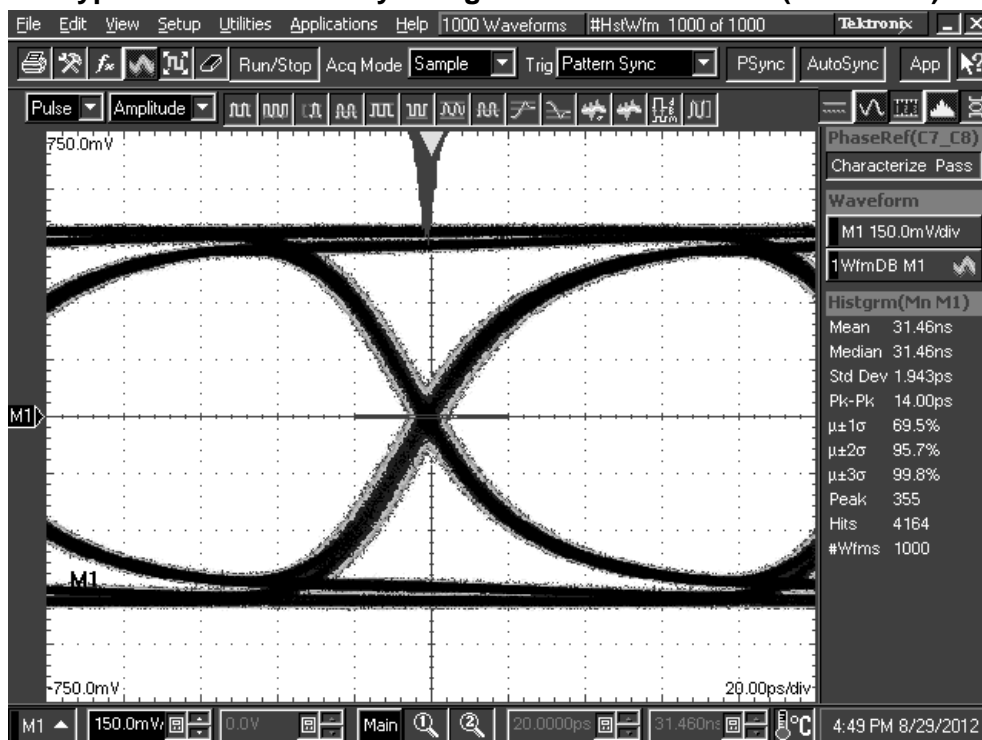 File Edit View Setup Utilities Applications Help 1000 Waveforms #HstWfm 1000 of 1000 Tektronix
Run/Stop Acq Mode Sample Trig Pattern Sync PSync AutoSync App
Pulse Amplitude
750.0mV
PhaseRef(C7_C8)
Characterize Pass
Waveform
M1 150.0mV/div
1WfmDB M1
Histgrm(Mn M1)
Mean 31.46ns
Median 31.46ns
Std Dev 1.943ps
Pk-Pk 14.00ps
µ±1σ 69.5%
µ±2σ 95.7%
µ±3σ 99.8%
Peak 355
Hits 4164
#Wfms 1000
M1
M1
-750.0mV 20.00ps/div
M1 150.0mV/ 0.0V Main 1 2 20.0000ps 31.460ns °C 4:49 PM 8/29/2012